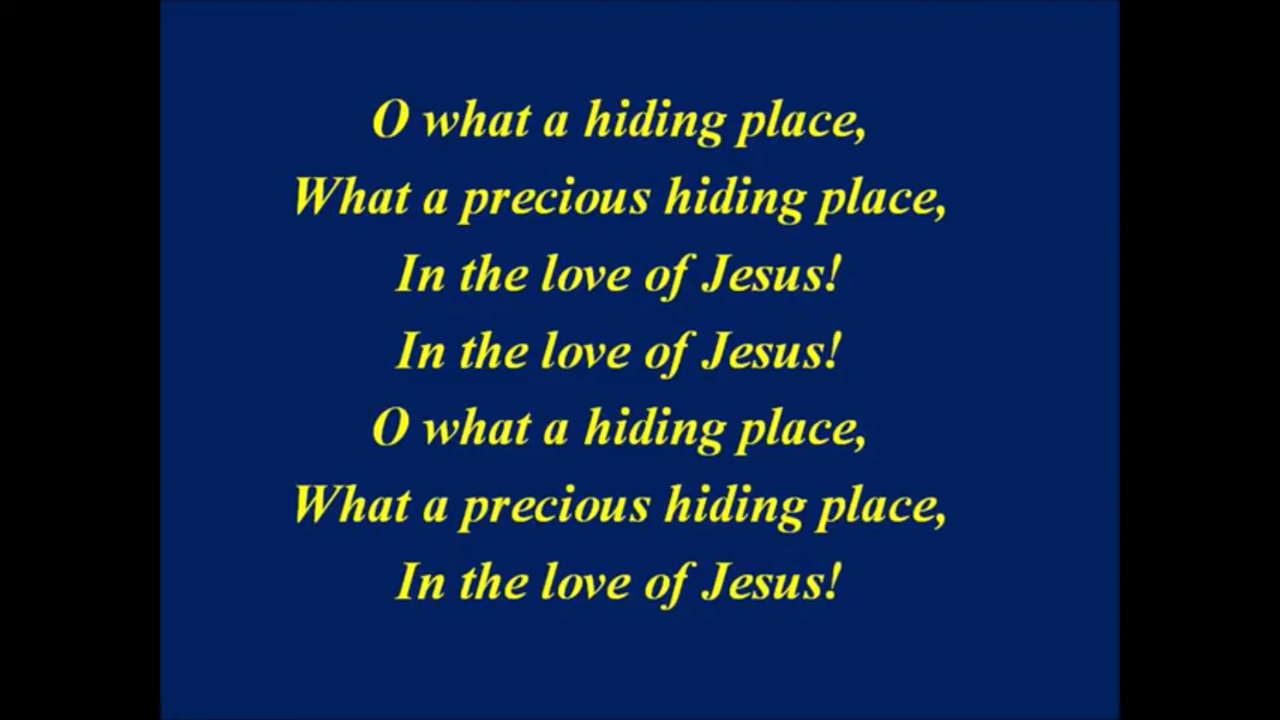 O what a hiding place,
What a precious hiding place,
In the love of Jesus!
In the love of Jesus!
O what a hiding place,
What a precious hiding place,
In the love of Jesus!